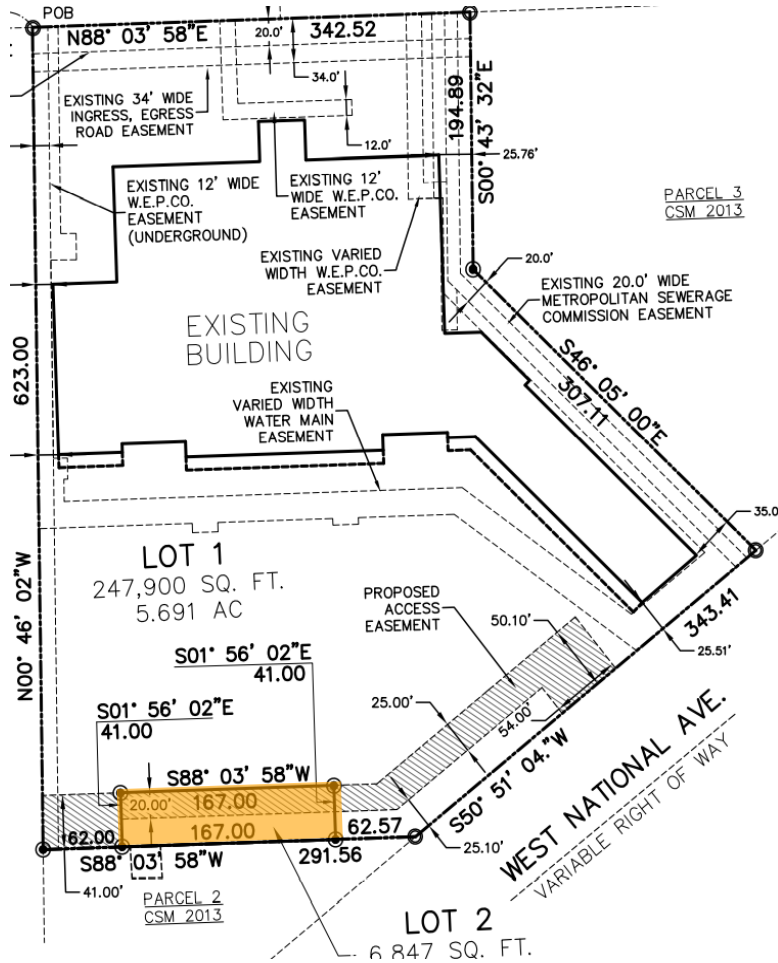 POB
N88° 03' 58"E
342.52
20.0'
34.0'
12.0'
194.89
S00° 43' 32"E
25.76'
EXISTING 34' WIDE
INGRESS, EGRESS
ROAD EASEMENT
EXISTING 12' WIDE
W.E.P.CO.
EASEMENT
(UNDERGROUND)
EXISTING 12'
WIDE W.E.P.CO.
EASEMENT
PARCEL 3
CSM 2013
EXISTING VARIED
WIDTH W.E.P.CO.
EASEMENT
20.0'
EXISTING 20.0' WIDE
METROPOLITAN SEWERAGE
COMMISSION EASEMENT
EXISTING
BUILDING
623.00
S46° 05' 00"E
307.11
EXISTING
VARIED WIDTH
WATER MAIN
EASEMENT
35.0
LOT 1
247,900 SQ. FT.
5.691 AC
N00° 46' 02"W
PROPOSED
ACCESS
EASEMENT
50.10'
343.41
25.51'
S01° 56' 02"E
41.00
S01° 56' 02"E
41.00
25.00'
54.00'
S50° 51' 04."W
WEST NATIONAL AVE.
VARIABLE RIGHT OF WAY
S88° 03' 58"W
20.00'
167.00
62.00
167.00
62.57
S88° 03' 58"W
291.56
25.10'
41.00'
PARCEL 2
CSM 2013
LOT 2
6,847 SQ. FT.